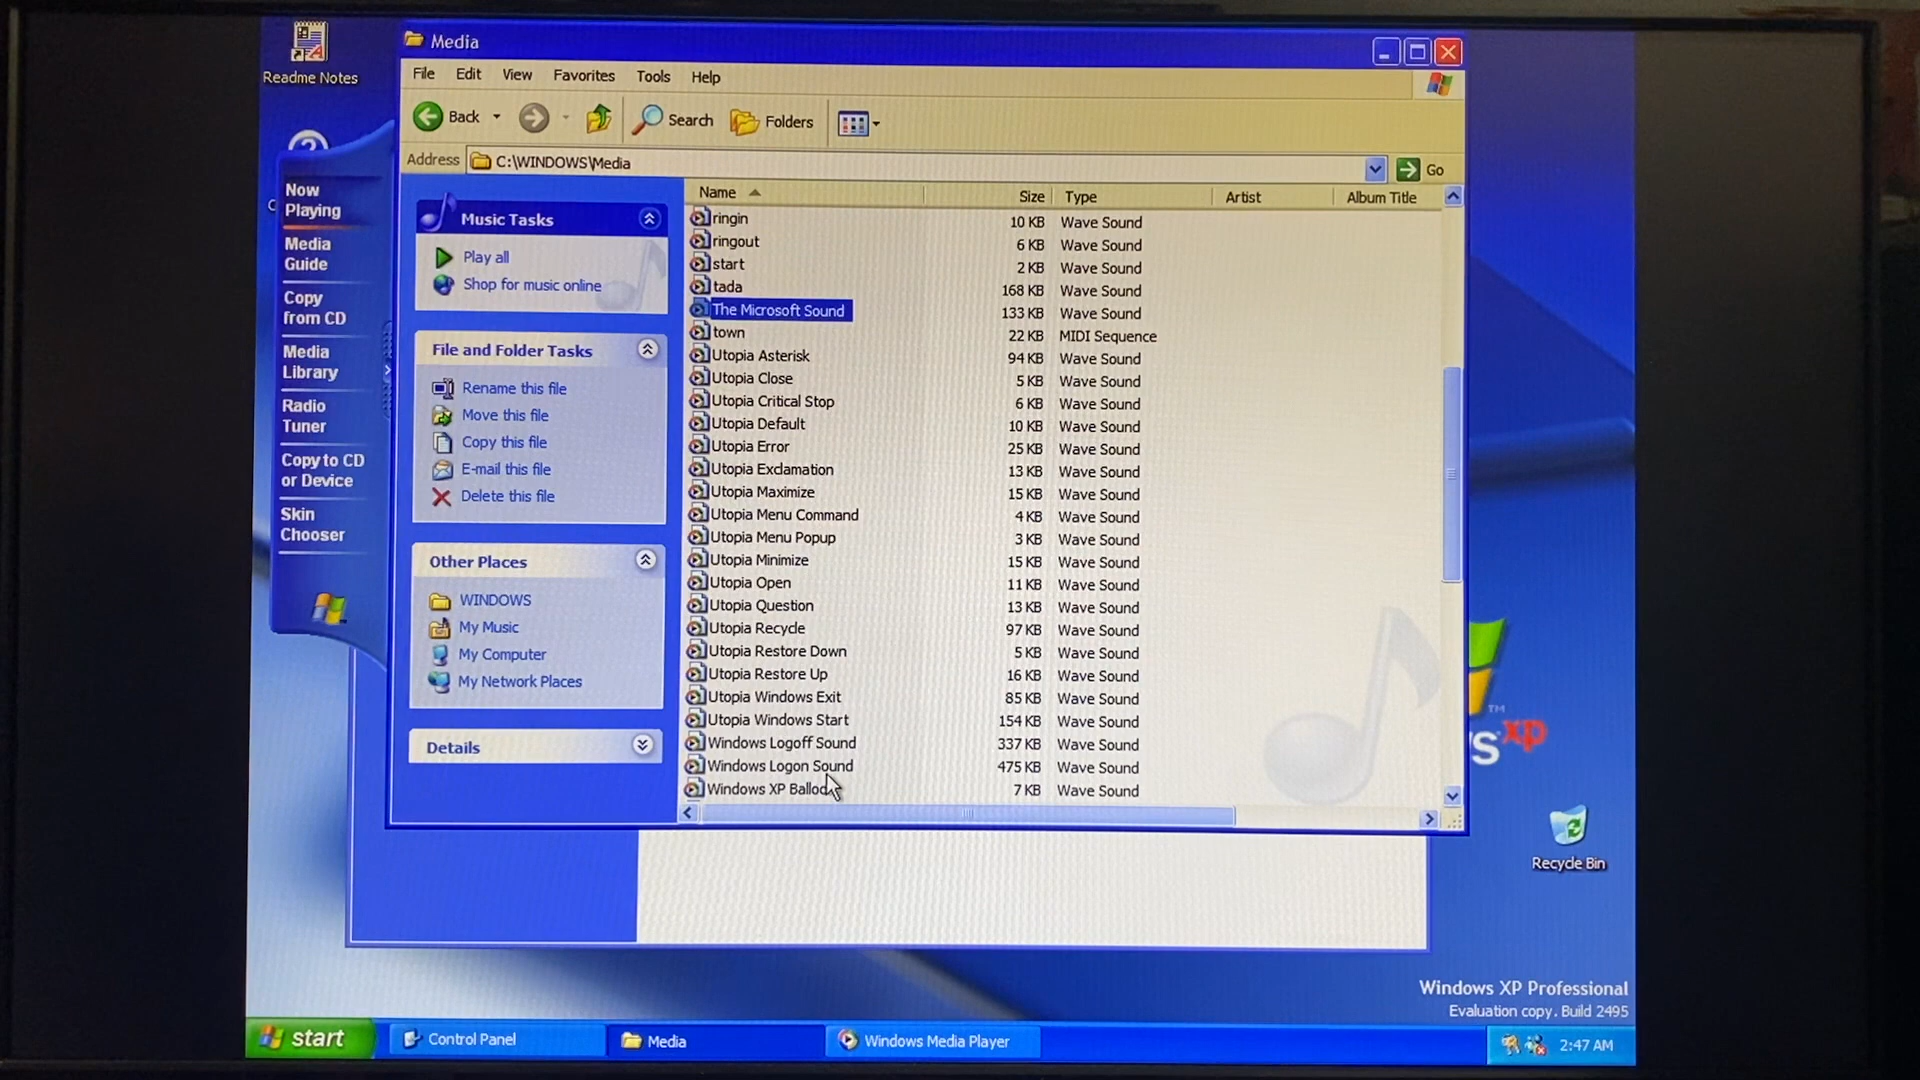 Readme Notes
Now
Playing
Media
Guide
Copy
from CD
Media
Library
Radio
Tuner
Copy to CD
or Device
Skin
Chooser
Media
File Edit View Favorites Tools Help
Back Search Folders
Address C:\WINDOWS\Media Go
Music Tasks
Play all
Shop for music online
File and Folder Tasks
Rename this file
Move this file
Copy this file
E-mail this file
Delete this file
Other Places
WINDOWS
My Music
My Computer
My Network Places
Details
Name Size Type Artist Album Title
ringin 10 KB Wave Sound
ringout 6 KB Wave Sound
start 2 KB Wave Sound
tada 168 KB Wave Sound
The Microsoft Sound 133 KB Wave Sound
town 22 KB MIDI Sequence
Utopia Asterisk 94 KB Wave Sound
Utopia Close 5 KB Wave Sound
Utopia Critical Stop 6 KB Wave Sound
Utopia Default 10 KB Wave Sound
Utopia Error 25 KB Wave Sound
Utopia Exclamation 13 KB Wave Sound
Utopia Maximize 15 KB Wave Sound
Utopia Menu Command 4 KB Wave Sound
Utopia Menu Popup 3 KB Wave Sound
Utopia Minimize 15 KB Wave Sound
Utopia Open 11 KB Wave Sound
Utopia Question 13 KB Wave Sound
Utopia Recycle 97 KB Wave Sound
Utopia Restore Down 5 KB Wave Sound
Utopia Restore Up 16 KB Wave Sound
Utopia Windows Exit 85 KB Wave Sound
Utopia Windows Start 154 KB Wave Sound
Windows Logoff Sound 337 KB Wave Sound
Windows Logon Sound 475 KB Wave Sound
Windows XP 7 KB Wave Sound
xp
TM
Recycle Bin
Windows XP Professional
Evaluation copy. Build 2495
start Control Panel Media Windows Media Player 2:47 AM